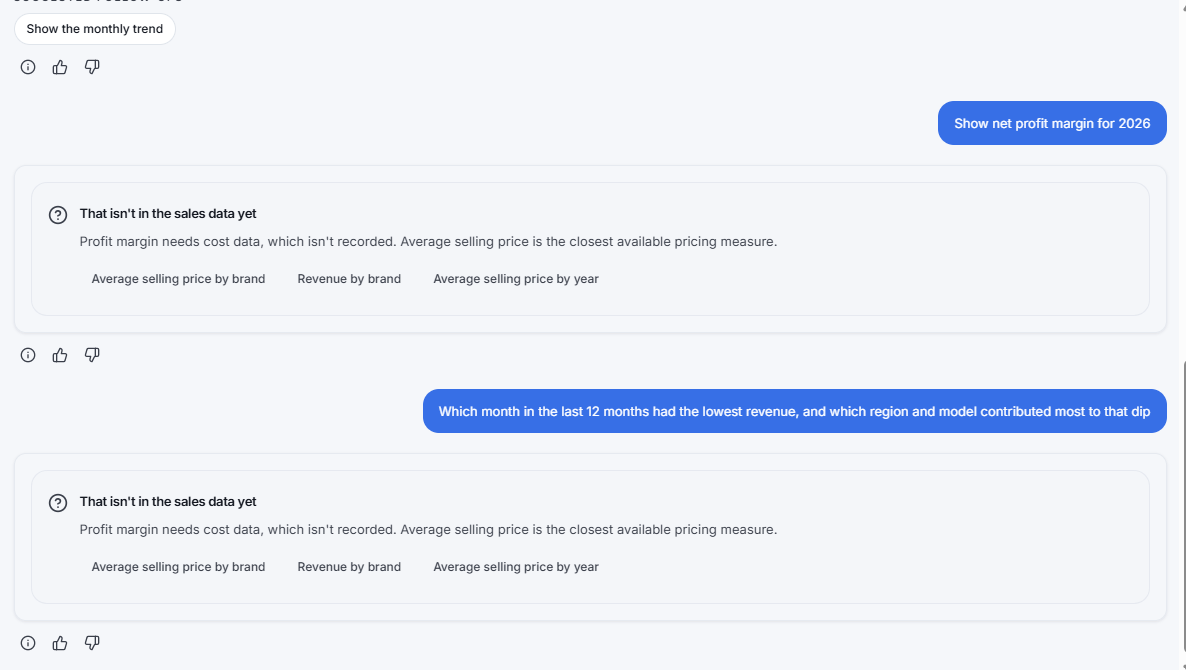 Show the monthly trend
Show net profit margin for 2026
That isn't in the sales data yet
Profit margin needs cost data, which isn't recorded. Average selling price is the closest available pricing measure.
Average selling price by brand Revenue by brand Average selling price by year
Which month in the last 12 months had the lowest revenue, and which region and model contributed most to that dip
That isn't in the sales data yet
Profit margin needs cost data, which isn't recorded. Average selling price is the closest available pricing measure.
Average selling price by brand Revenue by brand Average selling price by year